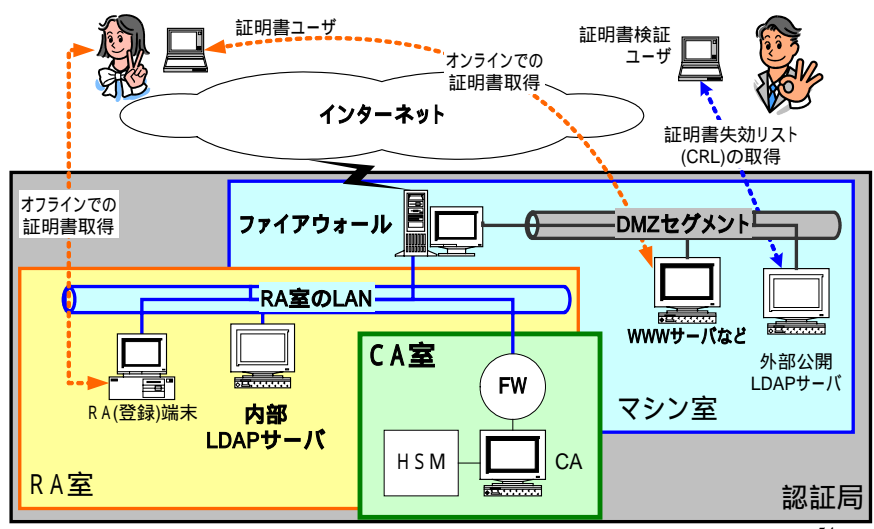 証明書ユーザ
オンラインでの
証明書取得
証明書検証
ユーザ
インターネット
証明書失効リスト
(CRL)の取得
オフラインでの
証明書取得
ファイアウォール
DMZセグメント
RA室のLAN
WWWサーバなど
外部公開
LDAPサーバ
RA(登録)端末
内部
LDAPサーバ
CA室
FW
マシン室
HSM
CA
RA室
認証局